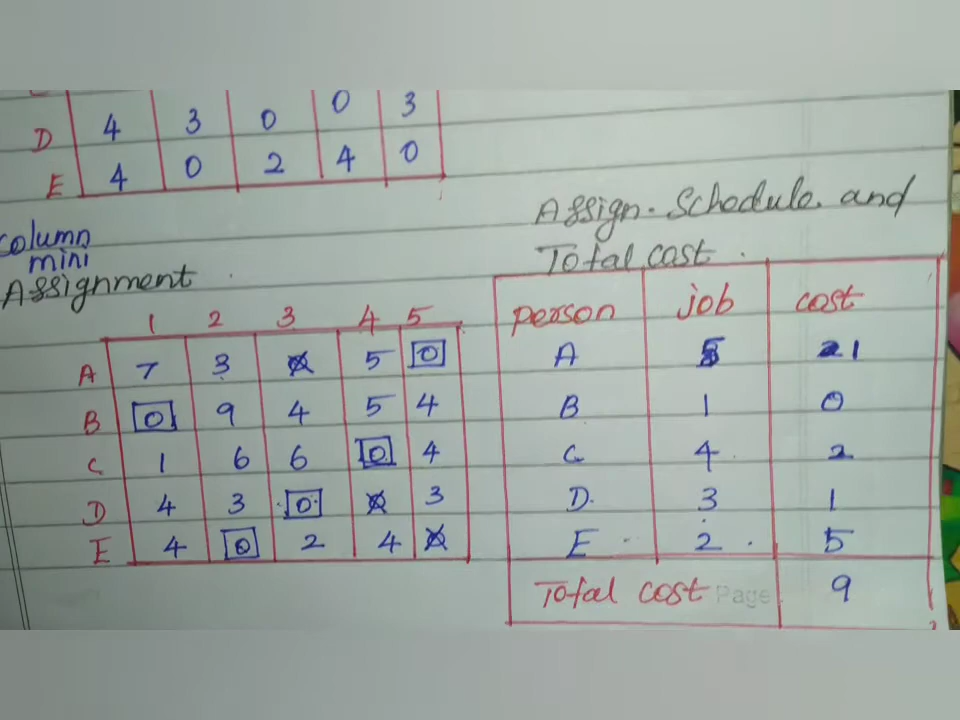 D 4 3 0 0 3
E 4 0 2 4 0
column
mini
Assignment
1 2 3 4 5
A 7 3 0 5 0
B 0 9 4 5 4
C 1 6 6 0 4
D 4 3 0 0 3
E 4 0 2 4 0
Assign. Schedule and
Total cost.
person job cost
A 5 1
B 1 0
C 4 2
D. 3 1
E 2 5
Total cost Page 9